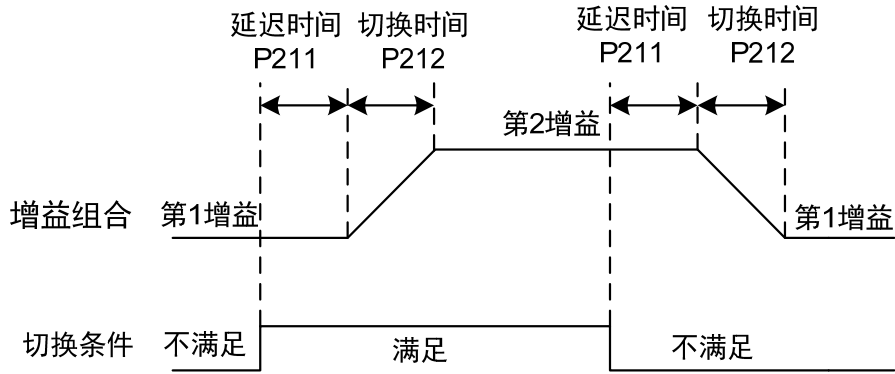 延迟时间 切换时间 延迟时间 切换时间
P211 P212 P211 P212
第2增益
增益组合 第1增益 第1增益
切换条件 不满足 满足 不满足